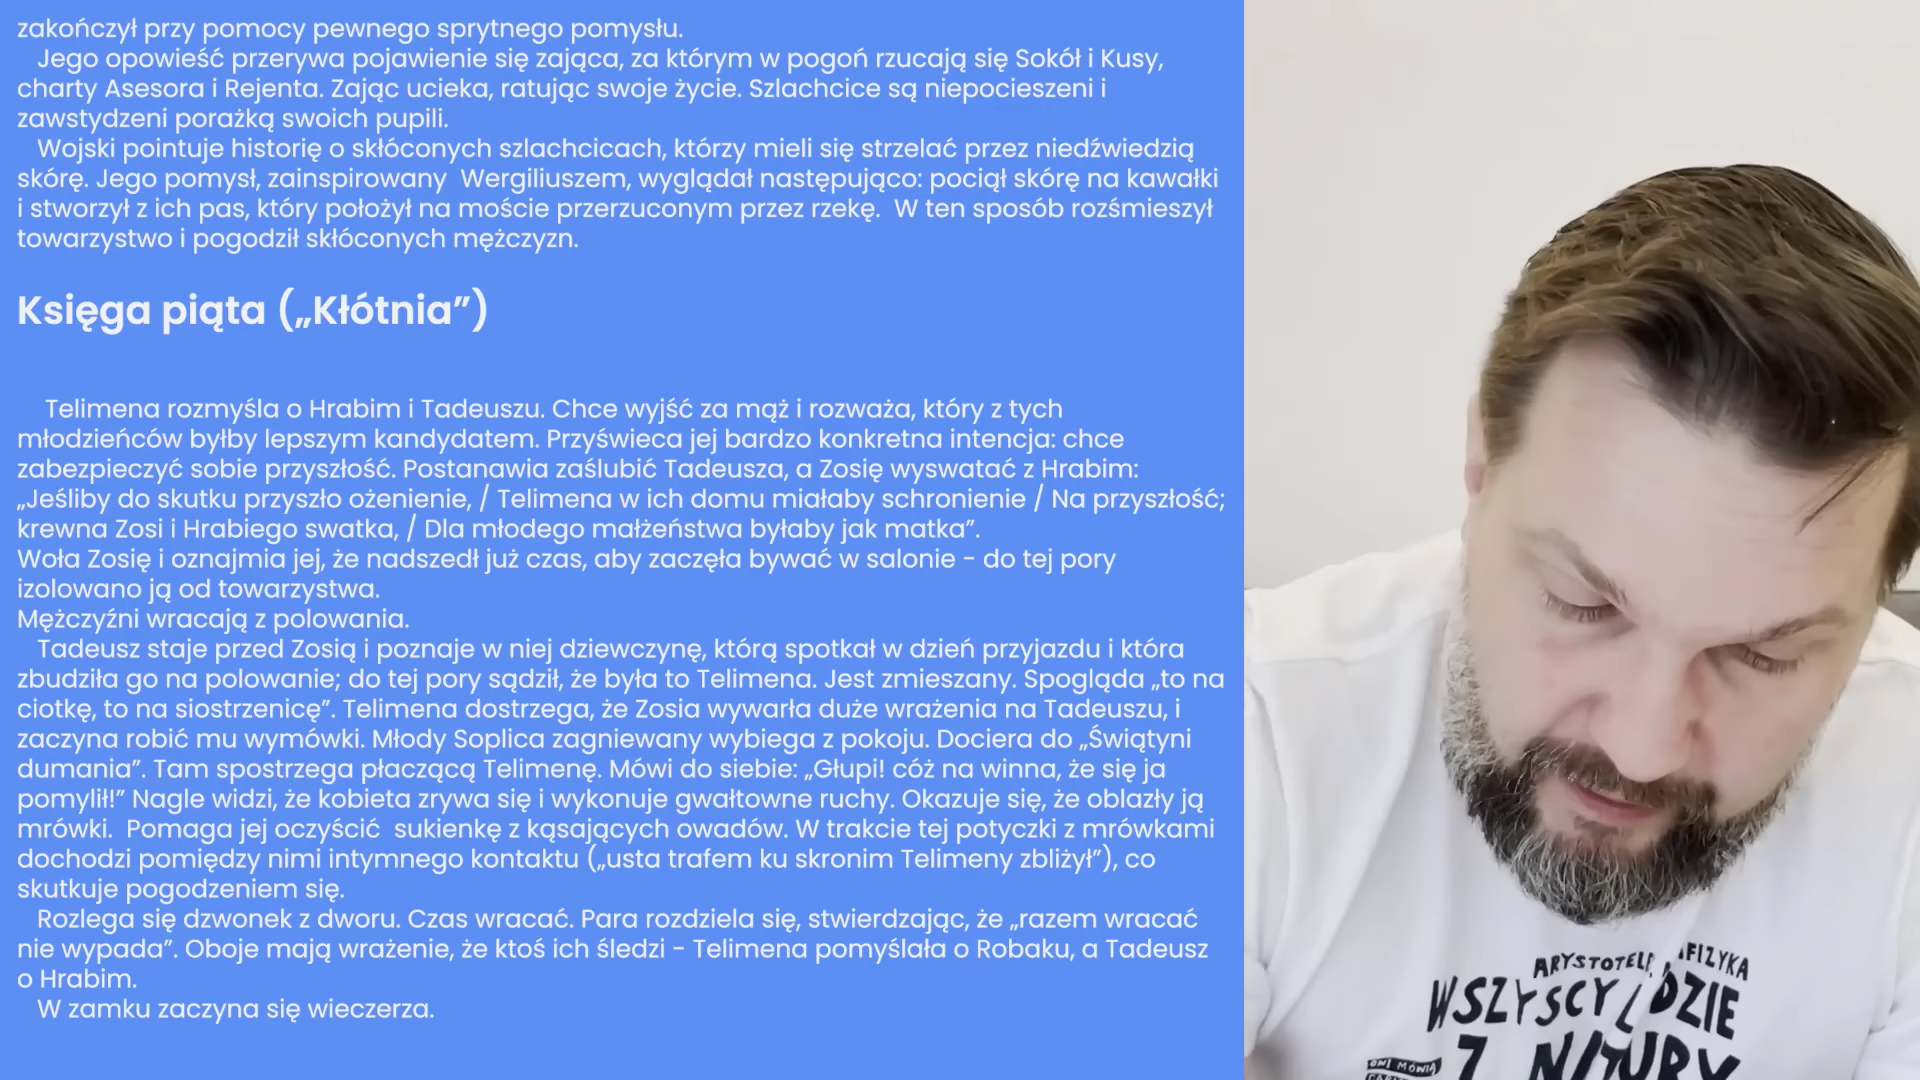 zakończył przy pomocy pewnego sprytnego pomysłu.
Jego opowieść przerywa pojawienie się zająca, za którym w pogoń rzucają się Sokół i Kusy,
charty Asesora i Rejenta. Zając ucieka, ratując swoje życie. Szlachcice są niepocieszeni i
zawstydzeni porażką swoich pupili.
Wojski pointuje historię o skłóconych szlachcicach, którzy mieli się strzelać przez niedźwiedzią
skórę. Jego pomysł, zainspirowany  Wergiliuszem, wyglądał następująco: pociął skórę na kawałki
i stworzył z ich pas, który położył na moście przerzuconym przez rzekę.  W ten sposób rozśmieszył
towarzystwo i pogodził skłóconych mężczyzn.
Księga piąta („Kłótnia”)
Telimena rozmyśla o Hrabim i Tadeuszu. Chce wyjść za mąż i rozważa, który z tych
młodzieńców byłby lepszym kandydatem. Przyświeca jej bardzo konkretna intencja: chce
zabezpieczyć sobie przyszłość. Postanawia zaślubić Tadeusza, a Zosię wyswatać z Hrabim:
„Jeśliby do skutku przyszło ożenienie, / Telimena w ich domu miałaby schronienie / Na przyszłość;
krewna Zosi i Hrabiego swatka, / Dla młodego małżeństwa byłaby jak matka”.
Woła Zosię i oznajmia jej, że nadszedł już czas, aby zaczęła bywać w salonie - do tej pory
izolowano ją od towarzystwa.
Mężczyźni wracają z polowania.
Tadeusz staje przed Zosią i poznaje w niej dziewczynę, którą spotkał w dzień przyjazdu i która
zbudziła go na polowanie; do tej pory sądził, że była to Telimena. Jest zmieszany. Spogląda „to na
ciotkę, to na siostrzenicę”. Telimena dostrzega, że Zosia wywarła duże wrażenia na Tadeuszu, i
zaczyna robić mu wymówki. Młody Soplica zagniewany wybiega z pokoju. Dociera do „Świątyni
dumania”. Tam spostrzega płaczącą Telimenę. Mówi do siebie: „Głupi! cóż na winna, że się ja
pomylił!” Nagle widzi, że kobieta zrywa się i wykonuje gwałtowne ruchy. Okazuje się, że oblazły ją
mrówki.  Pomaga jej oczyścić  sukienkę z kąsających owadów. W trakcie tej potyczki z mrówkami
dochodzi pomiędzy nimi intymnego kontaktu („usta trafem ku skronim Telimeny zbliżył”), co
skutkuje pogodzeniem się.
Rozlega się dzwonek z dworu. Czas wracać. Para rozdziela się, stwierdzając, że „razem wracać
nie wypada”. Oboje mają wrażenie, że ktoś ich śledzi - Telimena pomyślała o Robaku, a Tadeusz
o Hrabim.
W zamku zaczyna się wieczerza.
WSZYSCY
Z NATURY
ONI MÓWIĄ